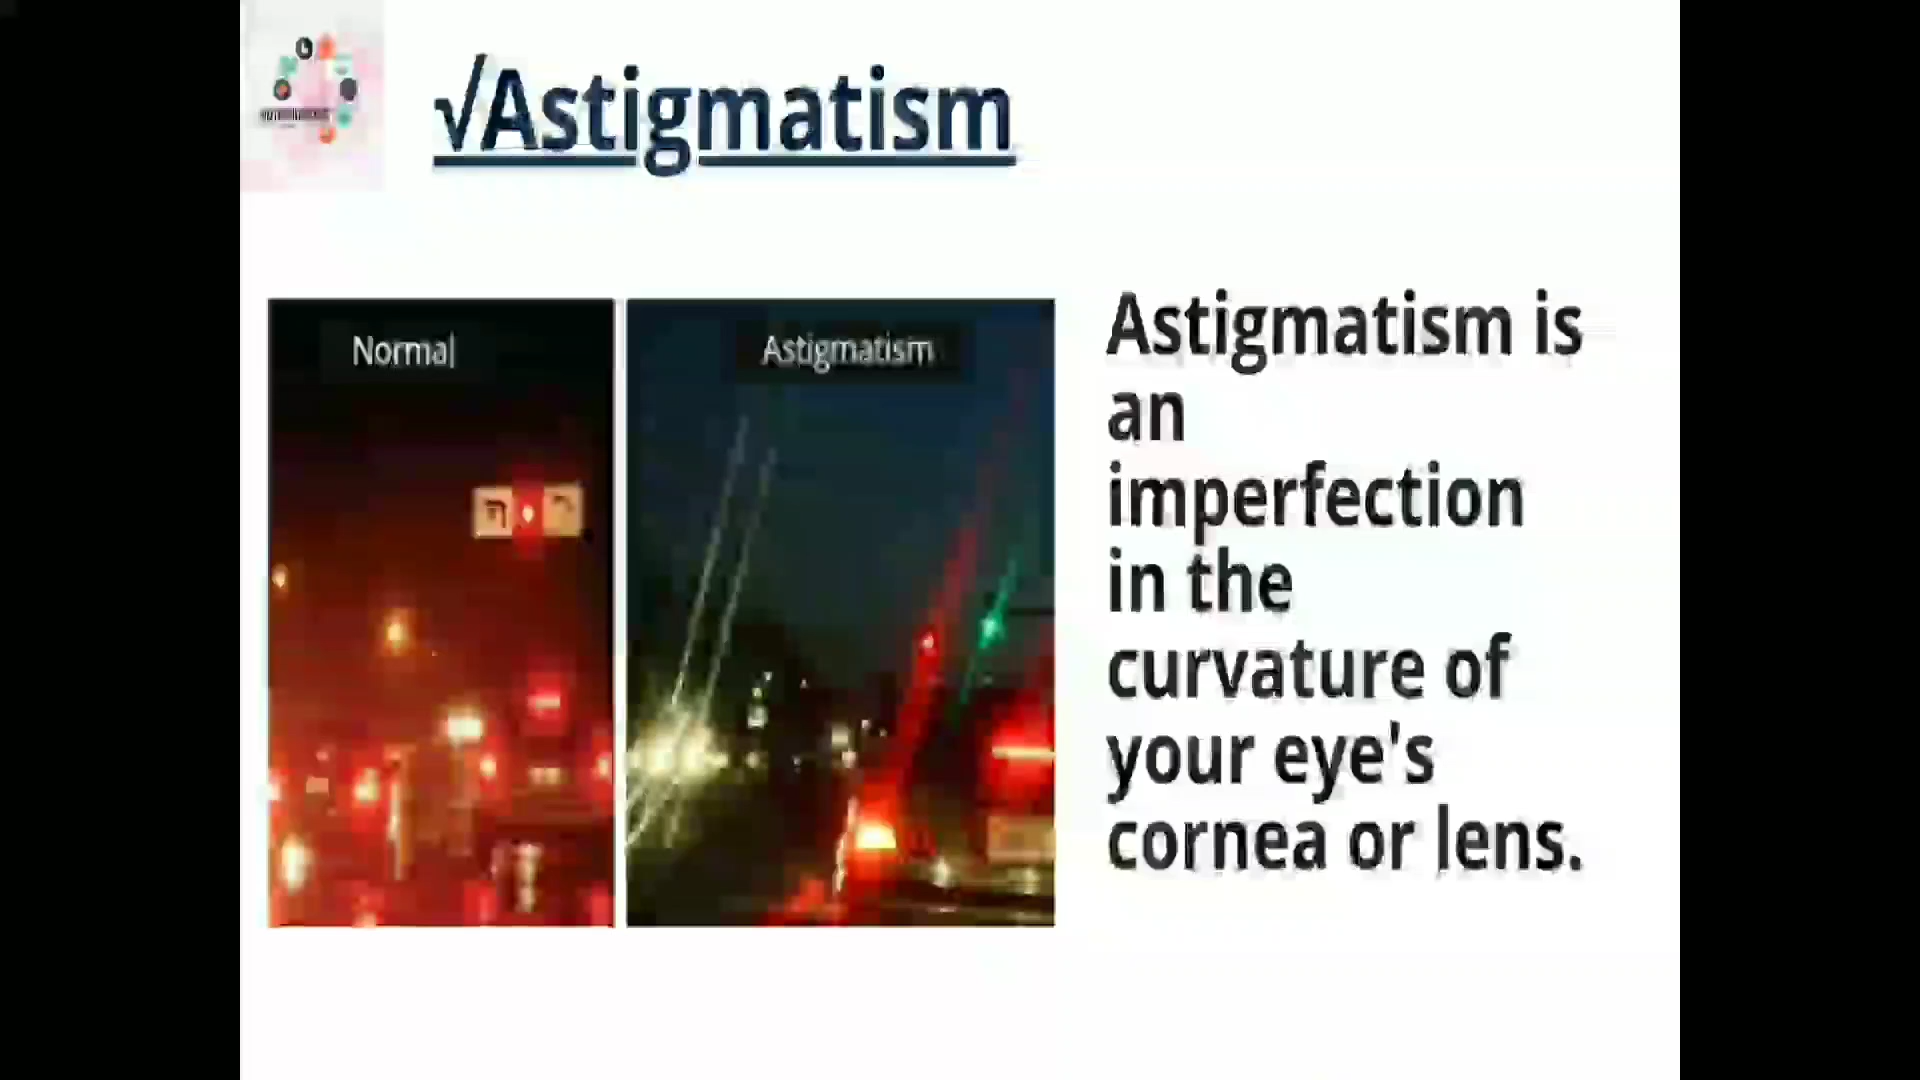 √Astigmatism
Normal
Astigmatism
Astigmatism is
an
imperfection
in the
curvature of
your eye's
cornea or lens.